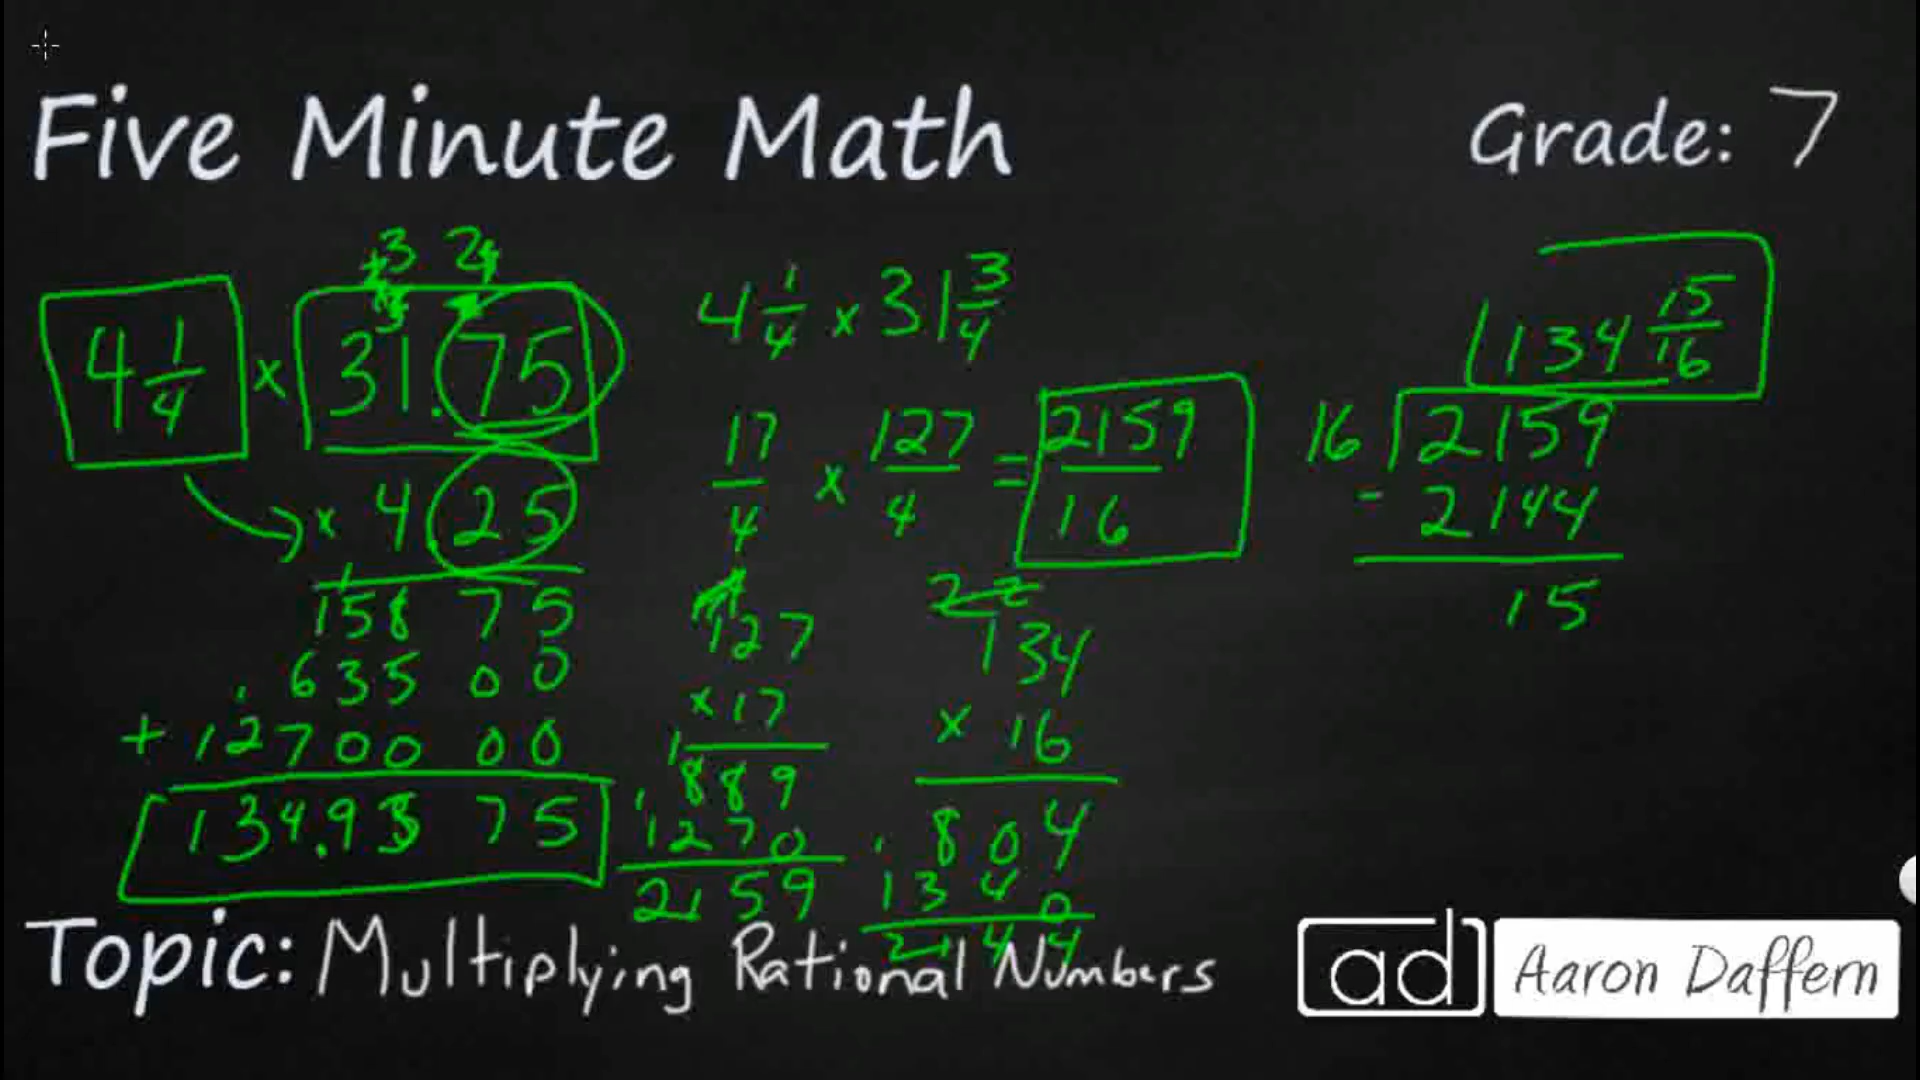 Five Minute Math
Grade: 7
3 24
4 1/4 x 31.75
x 4 25
158 75
635 00
+ 12700 00
134.93 75
4 1/4 x 31 3/4
17/4 x 127/4 = 2159/16
127
x 17
889
1270
2159
22
134
x 16
804
1340
2144
134 15/16
16 2159
- 2144
15
Topic: Multiplying Rational Numbers
ad Aaron Daffern